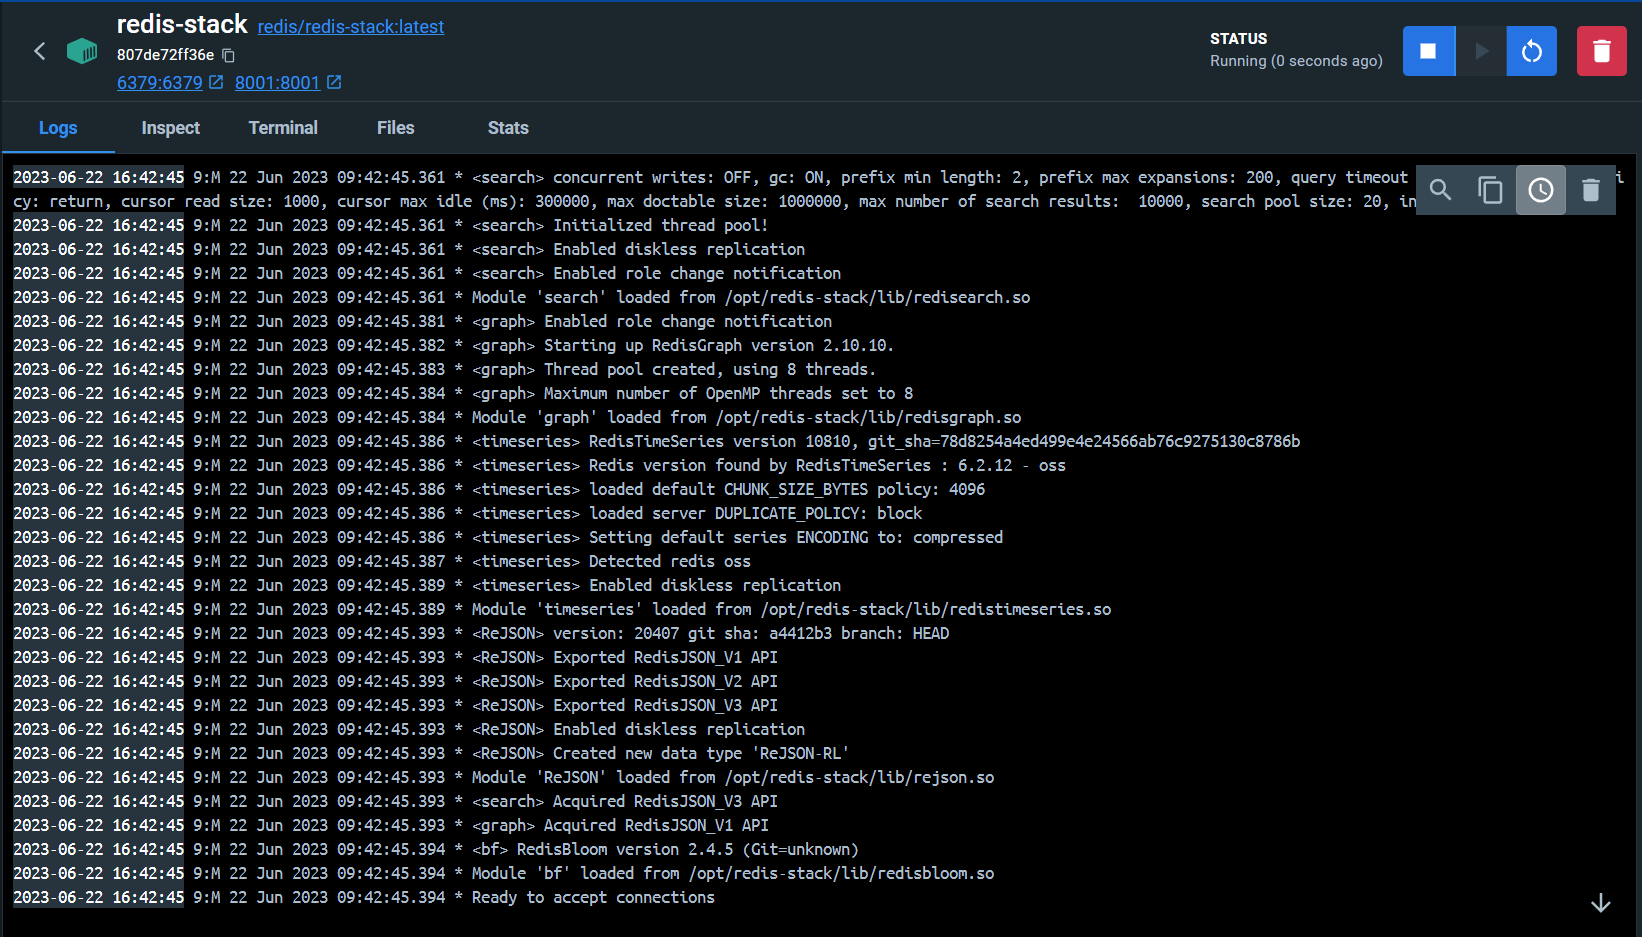 redis-stack redis/redis-stack:latest
807de72ff36e
6379:6379 8001:8001
STATUS
Running (0 seconds ago)
Logs Inspect Terminal Files Stats
2023-06-22 16:42:45 9:M 22 Jun 2023 09:42:45.361 * <search> concurrent writes: OFF, gc: ON, prefix min length: 2, prefix max expansions: 200, query timeout
cy: return, cursor read size: 1000, cursor max idle (ms): 300000, max doctable size: 1000000, max number of search results:  10000, search pool size: 20, in
2023-06-22 16:42:45 9:M 22 Jun 2023 09:42:45.361 * <search> Initialized thread pool!
2023-06-22 16:42:45 9:M 22 Jun 2023 09:42:45.361 * <search> Enabled diskless replication
2023-06-22 16:42:45 9:M 22 Jun 2023 09:42:45.361 * <search> Enabled role change notification
2023-06-22 16:42:45 9:M 22 Jun 2023 09:42:45.361 * Module 'search' loaded from /opt/redis-stack/lib/redisearch.so
2023-06-22 16:42:45 9:M 22 Jun 2023 09:42:45.381 * <graph> Enabled role change notification
2023-06-22 16:42:45 9:M 22 Jun 2023 09:42:45.382 * <graph> Starting up RedisGraph version 2.10.10.
2023-06-22 16:42:45 9:M 22 Jun 2023 09:42:45.383 * <graph> Thread pool created, using 8 threads.
2023-06-22 16:42:45 9:M 22 Jun 2023 09:42:45.384 * <graph> Maximum number of OpenMP threads set to 8
2023-06-22 16:42:45 9:M 22 Jun 2023 09:42:45.384 * Module 'graph' loaded from /opt/redis-stack/lib/redisgraph.so
2023-06-22 16:42:45 9:M 22 Jun 2023 09:42:45.386 * <timeseries> RedisTimeSeries version 10810, git_sha=78d8254a4ed499e4e24566ab76c9275130c8786b
2023-06-22 16:42:45 9:M 22 Jun 2023 09:42:45.386 * <timeseries> Redis version found by RedisTimeSeries : 6.2.12 - oss
2023-06-22 16:42:45 9:M 22 Jun 2023 09:42:45.386 * <timeseries> loaded default CHUNK_SIZE_BYTES policy: 4096
2023-06-22 16:42:45 9:M 22 Jun 2023 09:42:45.386 * <timeseries> loaded server DUPLICATE_POLICY: block
2023-06-22 16:42:45 9:M 22 Jun 2023 09:42:45.386 * <timeseries> Setting default series ENCODING to: compressed
2023-06-22 16:42:45 9:M 22 Jun 2023 09:42:45.387 * <timeseries> Detected redis oss
2023-06-22 16:42:45 9:M 22 Jun 2023 09:42:45.389 * <timeseries> Enabled diskless replication
2023-06-22 16:42:45 9:M 22 Jun 2023 09:42:45.389 * Module 'timeseries' loaded from /opt/redis-stack/lib/redistimeseries.so
2023-06-22 16:42:45 9:M 22 Jun 2023 09:42:45.393 * <ReJSON> version: 20407 git sha: a4412b3 branch: HEAD
2023-06-22 16:42:45 9:M 22 Jun 2023 09:42:45.393 * <ReJSON> Exported RedisJSON_V1 API
2023-06-22 16:42:45 9:M 22 Jun 2023 09:42:45.393 * <ReJSON> Exported RedisJSON_V2 API
2023-06-22 16:42:45 9:M 22 Jun 2023 09:42:45.393 * <ReJSON> Exported RedisJSON_V3 API
2023-06-22 16:42:45 9:M 22 Jun 2023 09:42:45.393 * <ReJSON> Enabled diskless replication
2023-06-22 16:42:45 9:M 22 Jun 2023 09:42:45.393 * <ReJSON> Created new data type 'ReJSON-RL'
2023-06-22 16:42:45 9:M 22 Jun 2023 09:42:45.393 * Module 'ReJSON' loaded from /opt/redis-stack/lib/rejson.so
2023-06-22 16:42:45 9:M 22 Jun 2023 09:42:45.393 * <search> Acquired RedisJSON_V3 API
2023-06-22 16:42:45 9:M 22 Jun 2023 09:42:45.393 * <graph> Acquired RedisJSON_V1 API
2023-06-22 16:42:45 9:M 22 Jun 2023 09:42:45.394 * <bf> RedisBloom version 2.4.5 (Git=unknown)
2023-06-22 16:42:45 9:M 22 Jun 2023 09:42:45.394 * Module 'bf' loaded from /opt/redis-stack/lib/redisbloom.so
2023-06-22 16:42:45 9:M 22 Jun 2023 09:42:45.394 * Ready to accept connections